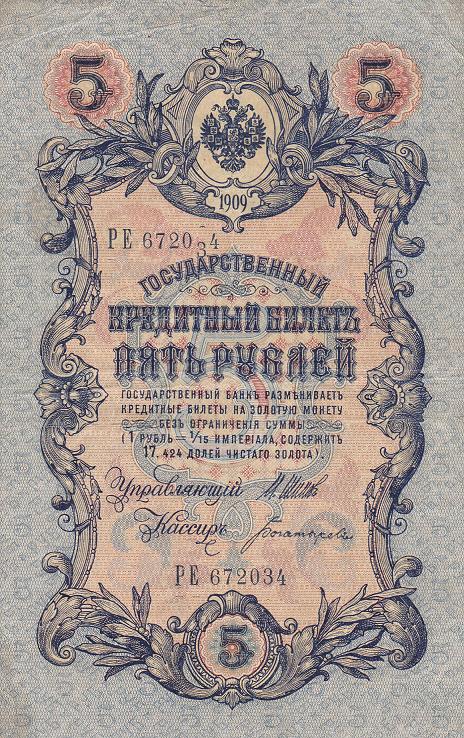 5 5
1909
РЕ 672034
ГОСУДАРСТВЕННЫЙ
КРЕДИТНЫЙ БИЛЕТЪ
ПЯТЬ РУБЛЕЙ
ГОСУДАРСТВЕННЫЙ БАНКЪ РАЗМѢНИВАЕТЪ
КРЕДИТНЫЕ БИЛЕТЫ НА ЗОЛОТУЮ МОНЕТУ
БЕЗЪ ОГРАНИЧЕНІЯ СУММЫ
(1 РУБЛЬ = 1/15 ИМПЕРІАЛА, СОДЕРЖИТЪ
17,424 ДОЛЕЙ ЧИСТАГО ЗОЛОТА).
Управляющій
Кассиръ
РЕ 672034
5